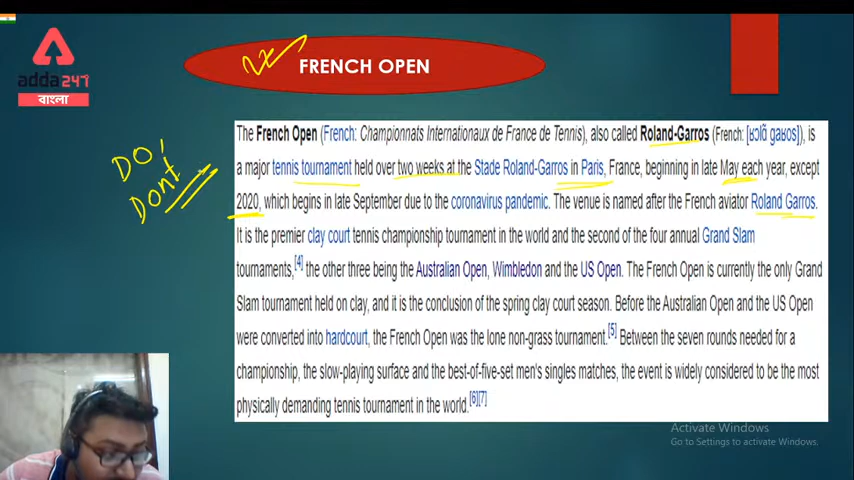 adda247
বাংলা
FRENCH OPEN
DO,
Dont
The French Open (French: Championnats Internationaux de France de Tennis), also called Roland-Garros (French: [ʁɔlɑ̃ ɡaʁos]), is
a major tennis tournament held over two weeks at the Stade Roland-Garros in Paris, France, beginning in late May each year, except
2020, which begins in late September due to the coronavirus pandemic. The venue is named after the French aviator Roland Garros.
It is the premier clay court tennis championship tournament in the world and the second of the four annual Grand Slam
tournaments,[4] the other three being the Australian Open, Wimbledon and the US Open. The French Open is currently the only Grand
Slam tournament held on clay, and it is the conclusion of the spring clay court season. Before the Australian Open and the US Open
were converted into hardcourt, the French Open was the lone non-grass tournament.[5] Between the seven rounds needed for a
championship, the slow-playing surface and the best-of-five-set men's singles matches, the event is widely considered to be the most
physically demanding tennis tournament in the world.[6][7]
Activate Windows
Go to Settings to activate Windows.